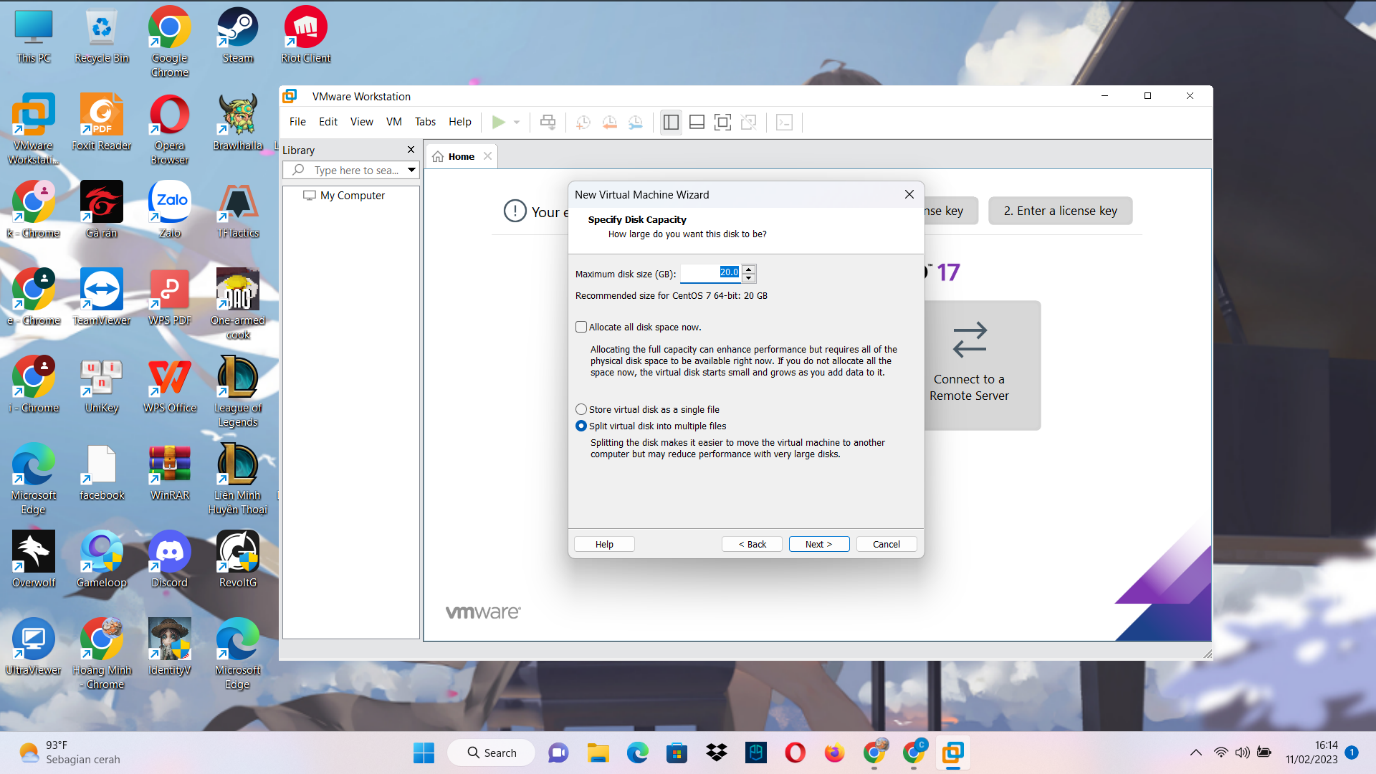 This PC
Recycle Bin
Google
Chrome
Steam
Riot Client
VMware
Workstati...
Foxit Reader
Opera
Browser
Brawlhalla
k - Chrome
Gà rán
Zalo
TFTactics
e - Chrome
TeamViewer
WPS PDF
One-armed
cook
i - Chrome
UniKey
WPS Office
League of
Legends
Microsoft
Edge
facebook
WinRAR
Liên Minh
Huyền Thoại
Overwolf
Gameloop
Discord
RevoltG
UltraViewer
Hoàng Minh
- Chrome
IdentityV
Microsoft
Edge
VMware Workstation
File Edit View VM Tabs Help
Library
Type here to sea...
My Computer
Home
Your e
nse key
2. Enter a license key
17
Connect to a
Remote Server
vmware
New Virtual Machine Wizard
Specify Disk Capacity
How large do you want this disk to be?
Maximum disk size (GB): 20.0
Recommended size for CentOS 7 64-bit: 20 GB
Allocate all disk space now.
Allocating the full capacity can enhance performance but requires all of the
physical disk space to be available right now. If you do not allocate all the
space now, the virtual disk starts small and grows as you add data to it.
Store virtual disk as a single file
Split virtual disk into multiple files
Splitting the disk makes it easier to move the virtual machine to another
computer but may reduce performance with very large disks.
Help < Back Next > Cancel
93°F
Sebagian cerah
Search
16:14
11/02/2023
1